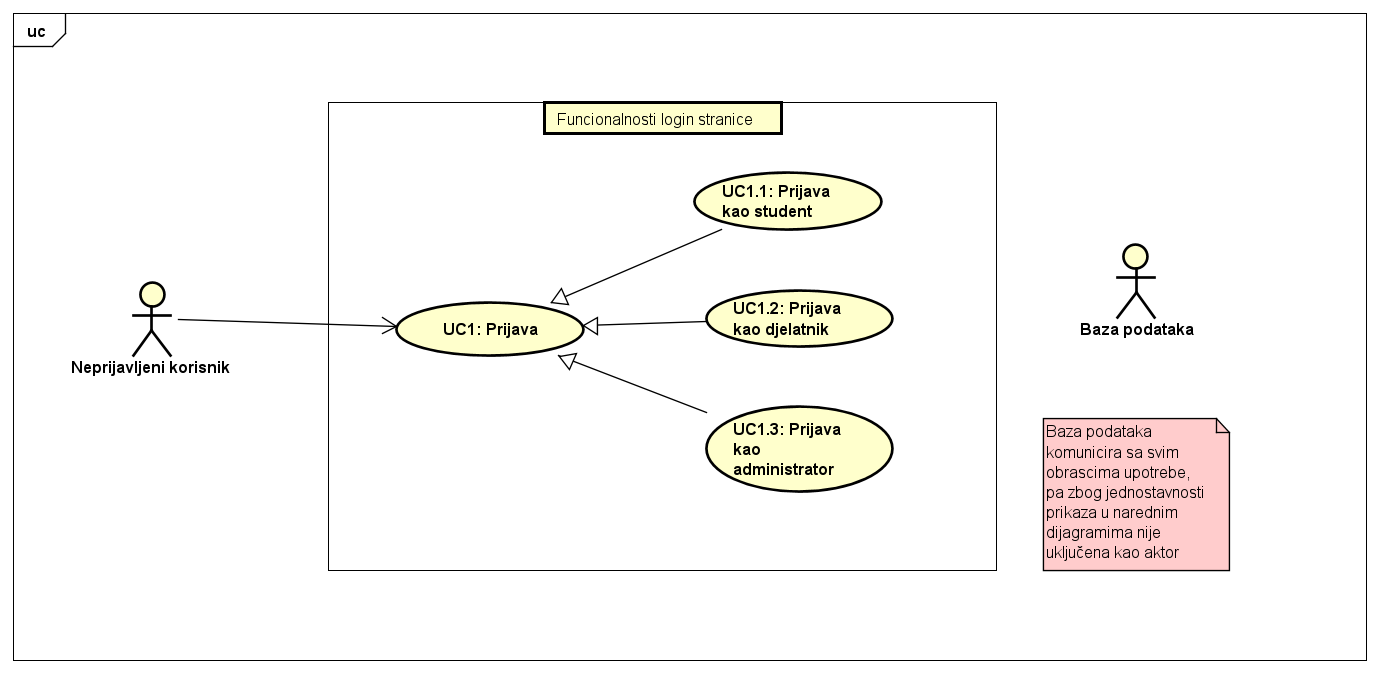 uc
Funcionalnosti login stranice
UC1.1: Prijava
kao student
UC1: Prijava
UC1.2: Prijava
kao djelatnik
UC1.3: Prijava
kao
administrator
Neprijavljeni korisnik
Baza podataka
Baza podataka
komunicira sa svim
obrascima upotrebe,
pa zbog jednostavnosti
prikaza u narednim
dijagramima nije
uključena kao aktor